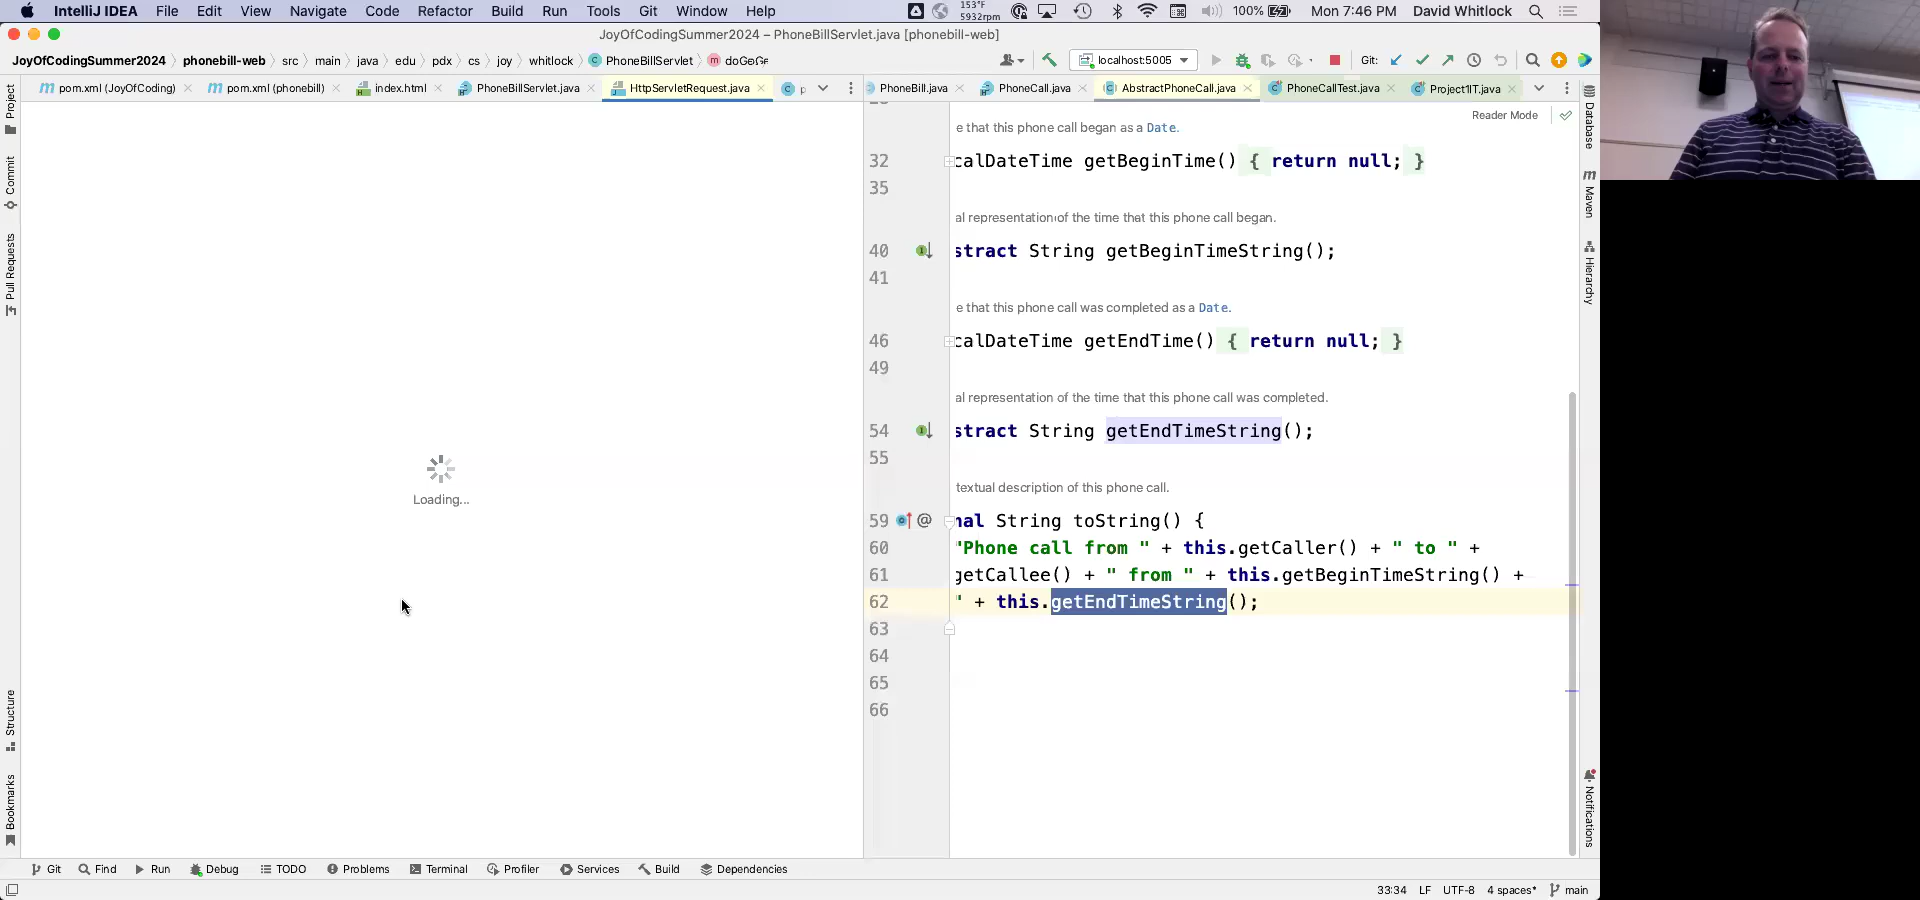 IntelliJ IDEA File Edit View Navigate Code Refactor Build Run Tools Git Window Help 153°F 5932rpm 100% Mon 7:46 PM David Whitlock
JoyOfCodingSummer2024 – PhoneBillServlet.java [phonebill-web]
JoyOfCodingSummer2024 phonebill-web src main java edu pdx cs joy whitlock PhoneBillServlet m localhost:5005 Git:
pom.xml (JoyOfCoding) pom.xml (phonebill) index.html PhoneBillServlet.java HttpServletRequest.java p PhoneBill.java PhoneCall.java AbstractPhoneCall.java PhoneCallTest.java Project1IT.java
Project
Commit
Pull Requests
Structure
Bookmarks
Loading...
Reader Mode
e that this phone call began as a Date.
32 calDateTime getBeginTime() { return null; }
35
al representation of the time that this phone call began.
40 stract String getBeginTimeString();
41
e that this phone call was completed as a Date.
46 calDateTime getEndTime() { return null; }
49
al representation of the time that this phone call was completed.
54 stract String getEndTimeString();
55
textual description of this phone call.
59 @ nal String toString() {
60 "Phone call from " + this.getCaller() + " to " +
61 getCallee() + " from " + this.getBeginTimeString() +
62 " + this.getEndTimeString();
63
64
65
66
Database
Maven
Hierarchy
Notifications
Git Find Run Debug TODO Problems Terminal Profiler Services Build Dependencies
33:34 LF UTF-8 4 spaces* main